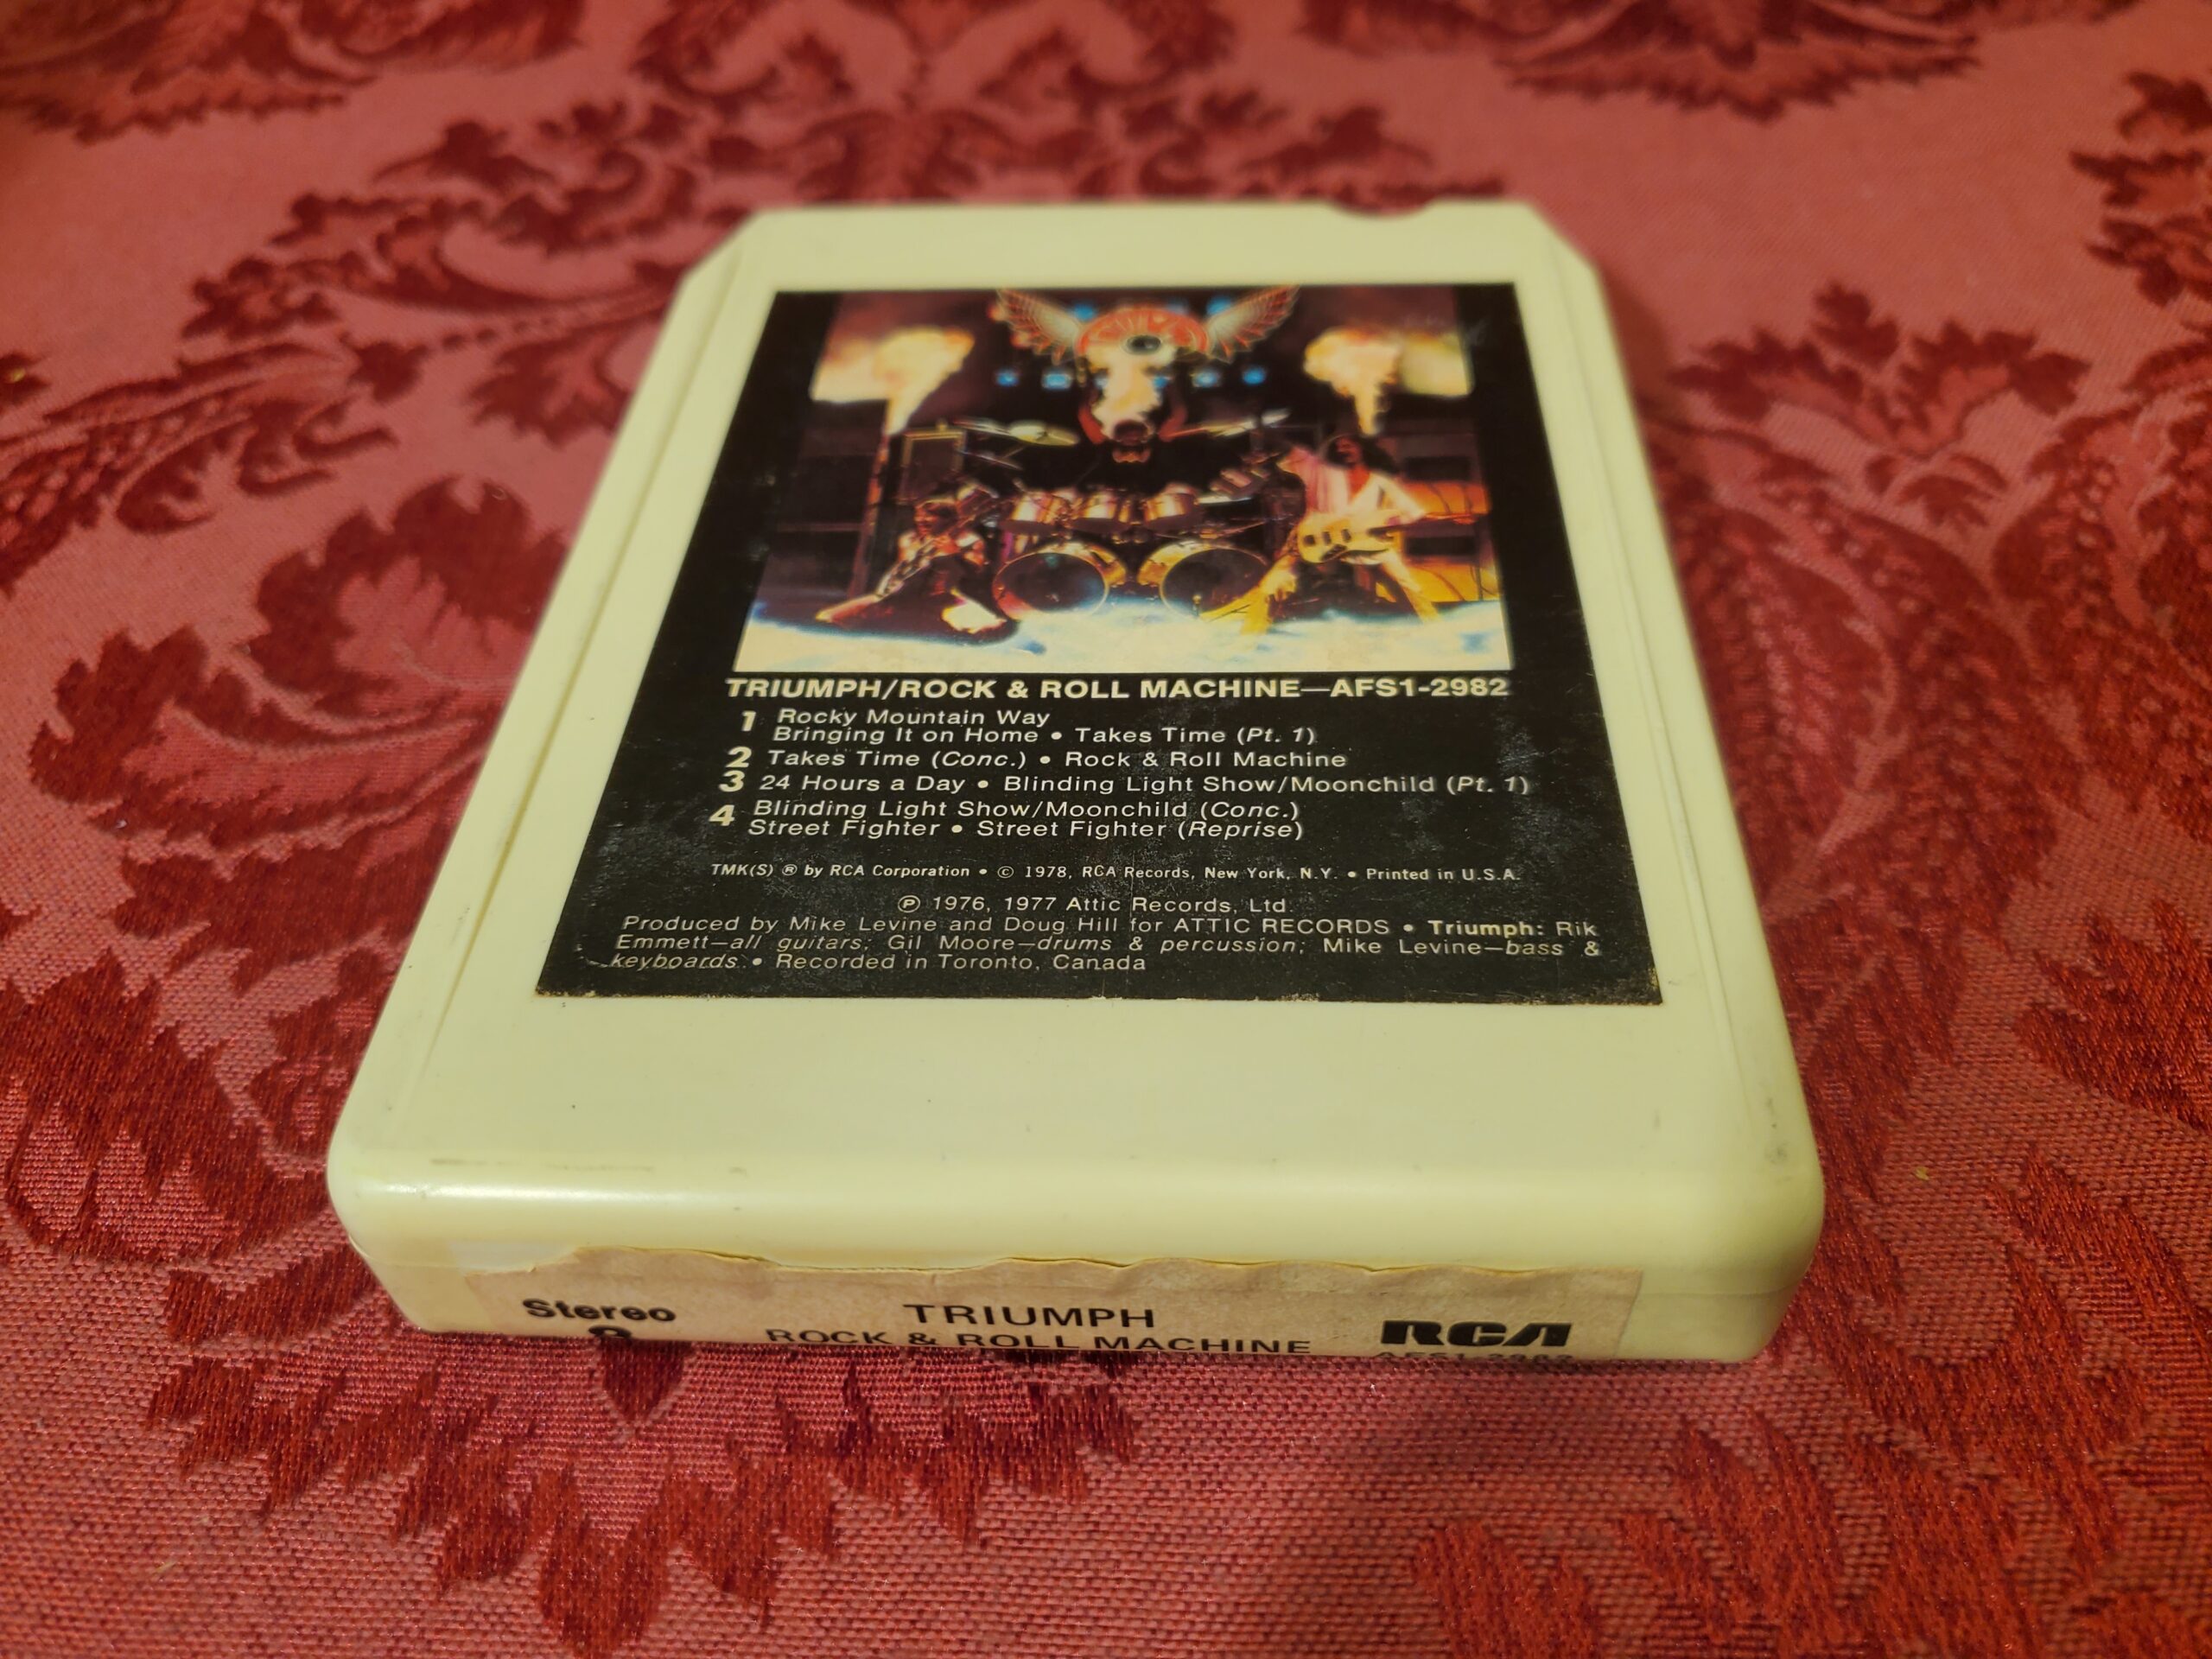 TRIUMPH/ROCK & ROLL MACHINE—AFS1-2982
1 Rocky Mountain Way
Bringing It on Home • Takes Time (Pt. 1)
2 Takes Time (Conc.) • Rock & Roll Machine
3 24 Hours a Day • Blinding Light Show/Moonchild (Pt. 1)
4 Blinding Light Show/Moonchild (Conc.)
Street Fighter • Street Fighter (Reprise)
TMK(S) ® by RCA Corporation • © 1978, RCA Records, New York, N.Y. • Printed in U.S.A.
℗ 1976, 1977 Attic Records, Ltd.
Produced by Mike Levine and Doug Hill for ATTIC RECORDS • Triumph: Rik
Emmett—all guitars; Gil Moore—drums & percussion; Mike Levine—bass &
keyboards. • Recorded in Toronto, Canada
Stereo
8
TRIUMPH
ROCK & ROLL MACHINE
RCA
AFS1-2982